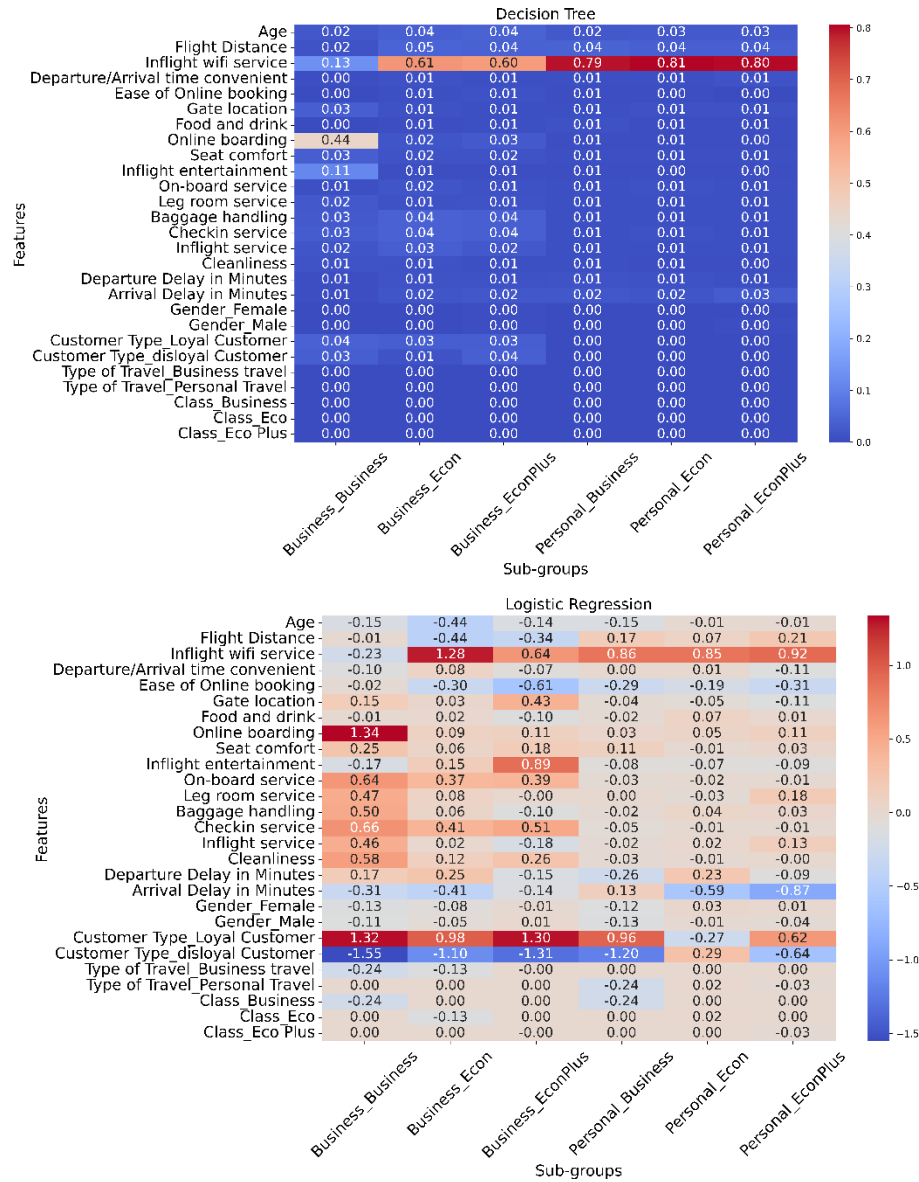 Decision Tree
Age 0.02 0.04 0.04 0.02 0.03 0.03
Flight Distance 0.02 0.05 0.04 0.04 0.04 0.04
Inflight wifi service 0.13 0.61 0.60 0.79 0.81 0.80
Departure/Arrival time convenient 0.00 0.01 0.01 0.01 0.01 0.01
Ease of Online booking 0.00 0.01 0.01 0.01 0.00 0.01
Gate location 0.03 0.01 0.01 0.01 0.01 0.01
Food and drink 0.00 0.01 0.01 0.01 0.01 0.01
Online boarding 0.44 0.02 0.03 0.01 0.01 0.00
Seat comfort 0.03 0.02 0.02 0.01 0.01 0.01
Inflight entertainment 0.11 0.01 0.01 0.01 0.00 0.00
On-board service 0.01 0.02 0.01 0.01 0.01 0.01
Leg room service 0.02 0.01 0.01 0.01 0.01 0.01
Baggage handling 0.03 0.04 0.04 0.01 0.01 0.01
Checkin service 0.03 0.04 0.04 0.01 0.01 0.01
Inflight service 0.02 0.03 0.02 0.01 0.01 0.00
Cleanliness 0.01 0.01 0.01 0.01 0.01 0.00
Departure Delay in Minutes 0.01 0.01 0.01 0.01 0.01 0.01
Arrival Delay in Minutes 0.01 0.02 0.02 0.02 0.02 0.03
Gender_Female 0.00 0.00 0.00 0.00 0.00 0.00
Gender_Male 0.00 0.00 0.00 0.00 0.00 0.00
Customer Type_Loyal Customer 0.04 0.03 0.03 0.00 0.00 0.00
Customer Type_disloyal Customer 0.03 0.01 0.04 0.00 0.00 0.00
Type of Travel_Business travel 0.00 0.00 0.00 0.00 0.00 0.00
Type of Travel_Personal Travel 0.00 0.00 0.00 0.00 0.00 0.00
Class_Business 0.00 0.00 0.00 0.00 0.00 0.00
Class_Eco 0.00 0.00 0.00 0.00 0.00 0.00
Class_Eco Plus 0.00 0.00 0.00 0.00 0.00 0.00
Features
Business_Business Business_Econ Business_EconPlus Personal_Business Personal_Econ Personal_EconPlus
Sub-groups
0.8
0.7
0.6
0.5
0.4
0.3
0.2
0.1
0.0
Logistic Regression
Age -0.15 -0.44 -0.14 -0.15 -0.01 -0.01
Flight Distance -0.01 -0.44 -0.34 0.17 0.07 0.21
Inflight wifi service -0.23 1.28 0.64 0.86 0.85 0.92
Departure/Arrival time convenient -0.10 0.08 -0.07 0.00 0.01 -0.11
Ease of Online booking -0.02 -0.30 -0.61 -0.29 -0.19 -0.31
Gate location 0.15 0.03 0.43 -0.04 -0.05 -0.11
Food and drink -0.01 0.02 -0.10 -0.02 0.07 0.01
Online boarding 1.34 0.09 0.11 0.03 0.05 0.11
Seat comfort 0.25 0.06 0.18 0.11 -0.01 0.03
Inflight entertainment -0.17 0.15 0.89 -0.08 -0.07 -0.09
On-board service 0.64 0.37 0.39 -0.03 -0.02 -0.01
Leg room service 0.47 0.08 -0.00 0.00 -0.03 0.18
Baggage handling 0.50 0.06 -0.10 -0.02 0.04 0.03
Checkin service 0.66 0.41 0.51 -0.05 -0.01 -0.01
Inflight service 0.46 0.02 -0.18 -0.02 -0.02 0.13
Cleanliness 0.58 0.12 0.26 -0.03 -0.01 -0.00
Departure Delay in Minutes 0.17 0.25 -0.15 -0.26 0.23 -0.09
Arrival Delay in Minutes -0.31 -0.41 -0.14 0.13 -0.59 -0.87
Gender_Female -0.13 -0.08 -0.01 -0.12 0.03 0.01
Gender_Male -0.11 -0.05 0.01 -0.13 -0.01 -0.04
Customer Type_Loyal Customer 1.32 0.98 1.30 0.96 -0.27 0.62
Customer Type_disloyal Customer -1.55 -1.10 -1.31 -1.20 0.29 -0.64
Type of Travel_Business travel -0.24 -0.13 -0.00 0.00 0.00 0.00
Type of Travel_Personal Travel 0.00 0.00 0.00 -0.24 0.02 -0.03
Class_Business -0.24 0.00 0.00 -0.24 0.00 0.00
Class_Eco 0.00 -0.13 0.00 0.00 0.02 0.00
Class_Eco Plus 0.00 0.00 -0.00 0.00 0.00 -0.03
Features
Business_Business Business_Econ Business_EconPlus Personal_Business Personal_Econ Personal_EconPlus
Sub-groups
1.0
0.5
0.0
−0.5
−1.0
−1.5